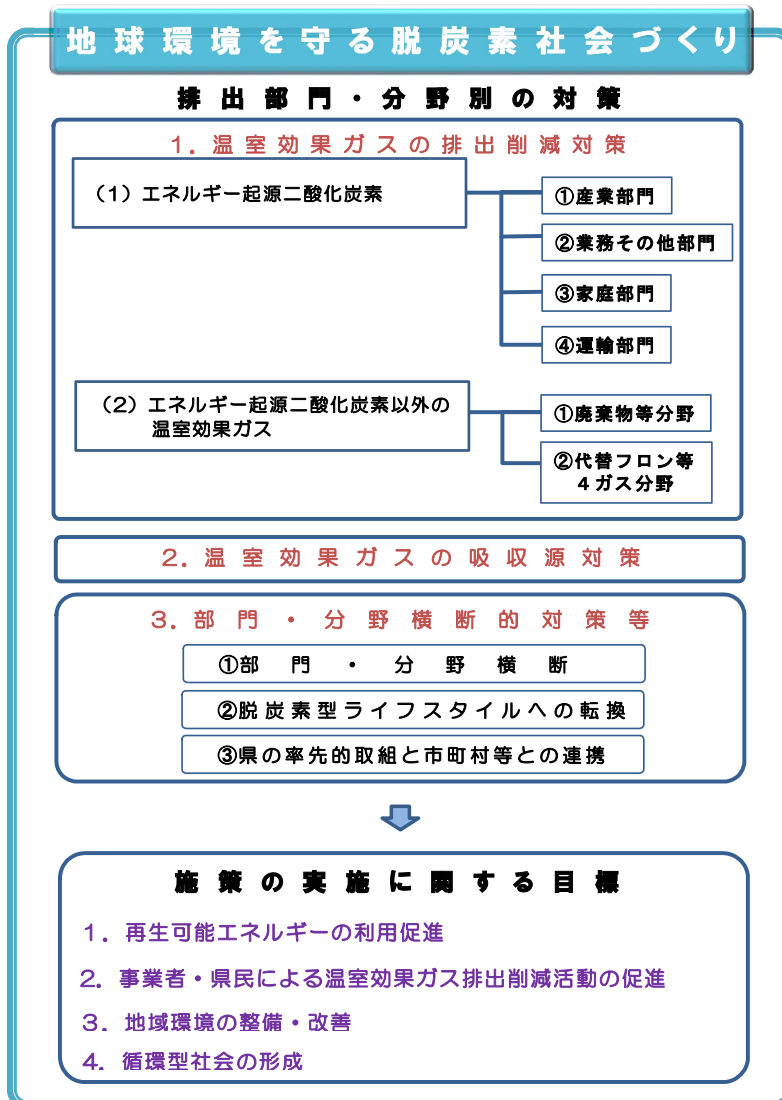 地球環境を守る脱炭素社会づくり
排出部門・分野別の対策
1．温室効果ガスの排出削減対策
（1）エネルギー起源二酸化炭素
①産業部門
②業務その他部門
③家庭部門
④運輸部門
（2）エネルギー起源二酸化炭素以外の
温室効果ガス
①廃棄物等分野
②代替フロン等
4ガス分野
2．温室効果ガスの吸収源対策
3．部門・分野横断的対策等
①部門・分野横断
②脱炭素型ライフスタイルへの転換
③県の率先的取組と市町村等との連携
施策の実施に関する目標
1．再生可能エネルギーの利用促進
2．事業者・県民による温室効果ガス排出削減活動の促進
3．地域環境の整備・改善
4．循環型社会の形成